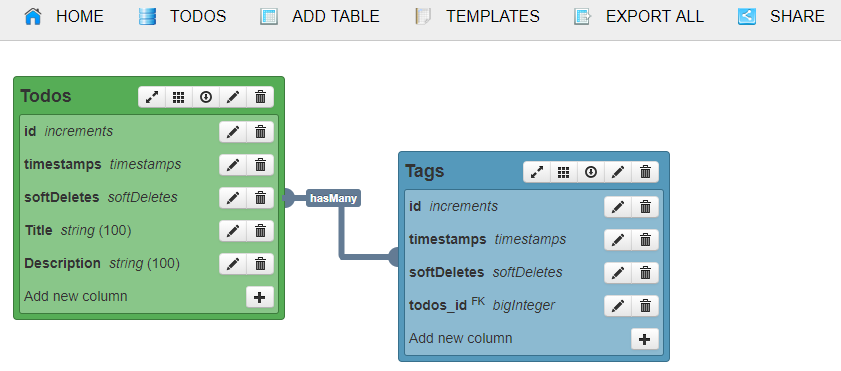 HOME TODOS ADD TABLE TEMPLATES EXPORT ALL SHARE
Todos
id increments
timestamps timestamps
softDeletes softDeletes
Title string (100)
Description string (100)
Add new column
hasMany
Tags
id increments
timestamps timestamps
softDeletes softDeletes
todos_id FK bigInteger
Add new column